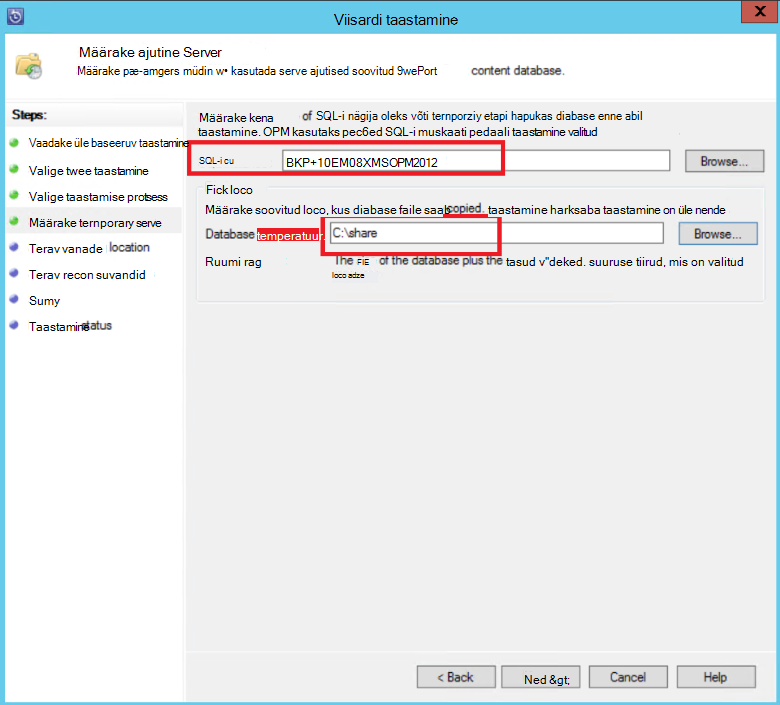 Viisardi taastamine
X
Määrake ajutine Server
Määrake pæ-amgers müdin w• kasutada serve ajutised soovitud 9wePort content database.
Steps:
Vaadake üle baseeruv taastamine
Valige twee taastamine
Valige taastamise protsess
Määrake ternporary serve
Terav vanade location
Terav recon suvandid
Sumy
Taastamine status
Määrake kena of SQL-i nägija oleks võti ternporziy etapi hapukas diabase enne abil
taastamine. OPM kasutaks pec6ed SQL-i muskaati pedaali taastamine valitud
SQL-i cu BKP+10EM08XMSOPM2012 Browse...
Fick loco
Määrake soovitud loco, kus diabase faile saab copied. taastamine harksaba taastamine on üle nende
Database temperatuur. C:\share Browse...
Ruumi rag The FIE of the database plus the tasud v"deked. suuruse tiirud, mis on valitud
loco adze
< Back
Ned &gt;
Cancel
Help